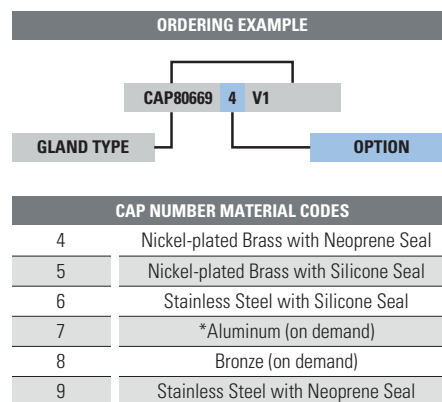 ORDERING EXAMPLE
CAP80669 4 V1
GLAND TYPE OPTION
CAP NUMBER MATERIAL CODES
4 Nickel-plated Brass with Neoprene Seal
5 Nickel-plated Brass with Silicone Seal
6 Stainless Steel with Silicone Seal
7 *Aluminum (on demand)
8 Bronze (on demand)
9 Stainless Steel with Neoprene Seal